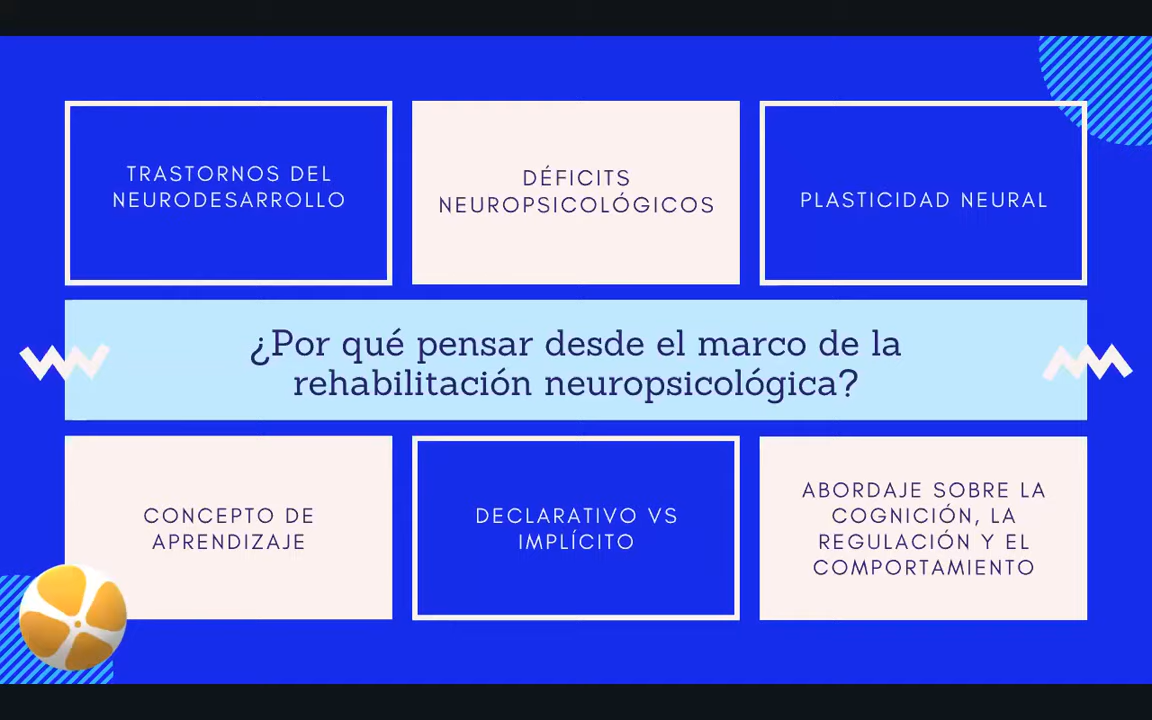 TRASTORNOS DEL
NEURODESARROLLO
DÉFICITS
NEUROPSICOLÓGICOS
PLASTICIDAD NEURAL
¿Por qué pensar desde el marco de la
rehabilitación neuropsicológica?
CONCEPTO DE
APRENDIZAJE
DECLARATIVO VS
IMPLÍCITO
ABORDAJE SOBRE LA
COGNICIÓN, LA
REGULACIÓN Y EL
COMPORTAMIENTO